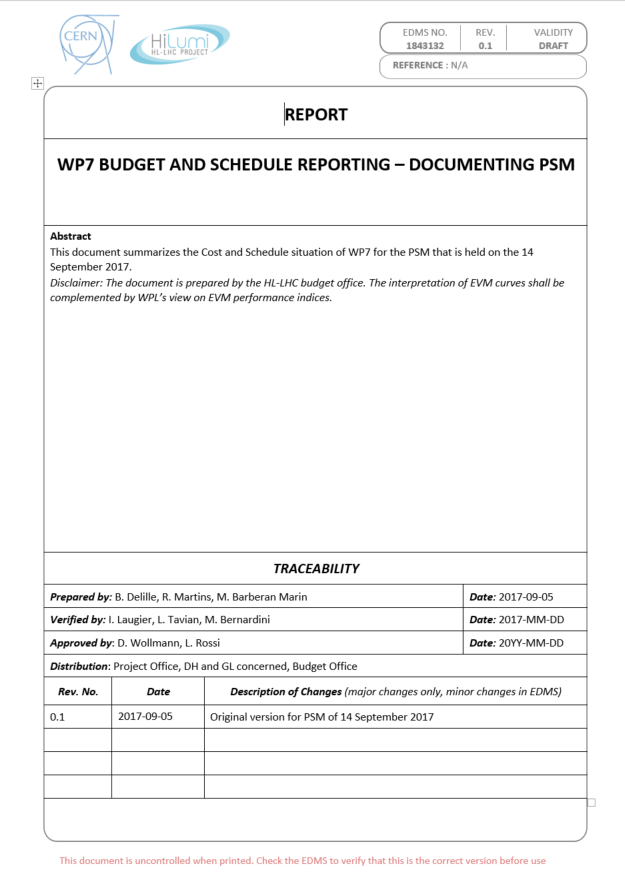 CERN
HiLumi
HL-LHC PROJECT
EDMS NO. REV. VALIDITY
1843132 0.1 DRAFT
REFERENCE : N/A
REPORT
WP7 BUDGET AND SCHEDULE REPORTING – DOCUMENTING PSM
Abstract
This document summarizes the Cost and Schedule situation of WP7 for the PSM that is held on the 14
September 2017.
Disclaimer: The document is prepared by the HL-LHC budget office. The interpretation of EVM curves shall be
complemented by WPL's view on EVM performance indices.
TRACEABILITY
Prepared by: B. Delille, R. Martins, M. Barberan Marin Date: 2017-09-05
Verified by: I. Laugier, L. Tavian, M. Bernardini Date: 2017-MM-DD
Approved by: D. Wollmann, L. Rossi Date: 20YY-MM-DD
Distribution: Project Office, DH and GL concerned, Budget Office
Rev. No. Date Description of Changes (major changes only, minor changes in EDMS)
0.1 2017-09-05 Original version for PSM of 14 September 2017
This document is uncontrolled when printed. Check the EDMS to verify that this is the correct version before use